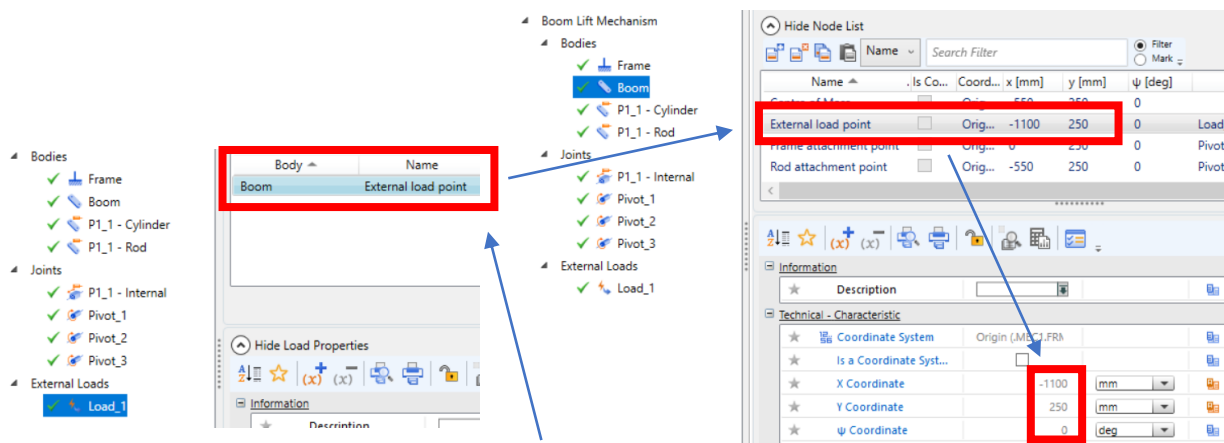 Bodies
Frame
Boom
P1_1 - Cylinder
P1_1 - Rod
Joints
P1_1 - Internal
Pivot_1
Pivot_2
Pivot_3
External Loads
Load_1
Body Name
Boom External load point
Hide Load Properties
(x) (x)
Information
Description
Boom Lift Mechanism
Bodies
Frame
Boom
P1_1 - Cylinder
P1_1 - Rod
Joints
P1_1 - Internal
Pivot_1
Pivot_2
Pivot_3
External Loads
Load_1
Hide Node List
Name Search Filter Filter
Mark
Name Is Co... Coord... x [mm] y [mm] ψ [deg]
Centre of Mass Orig... -550 250 0
External load point Orig... -1100 250 0 Load
Frame attachment point Orig... 0 250 0 Pivot
Rod attachment point Orig... -550 250 0 Pivot
(x) (x)
Information
Description
Technical - Characteristic
Coordinate System Origin (.MEC1.FRM
Is a Coordinate Syst...
X Coordinate -1100 mm
Y Coordinate 250 mm
ψ Coordinate 0 deg